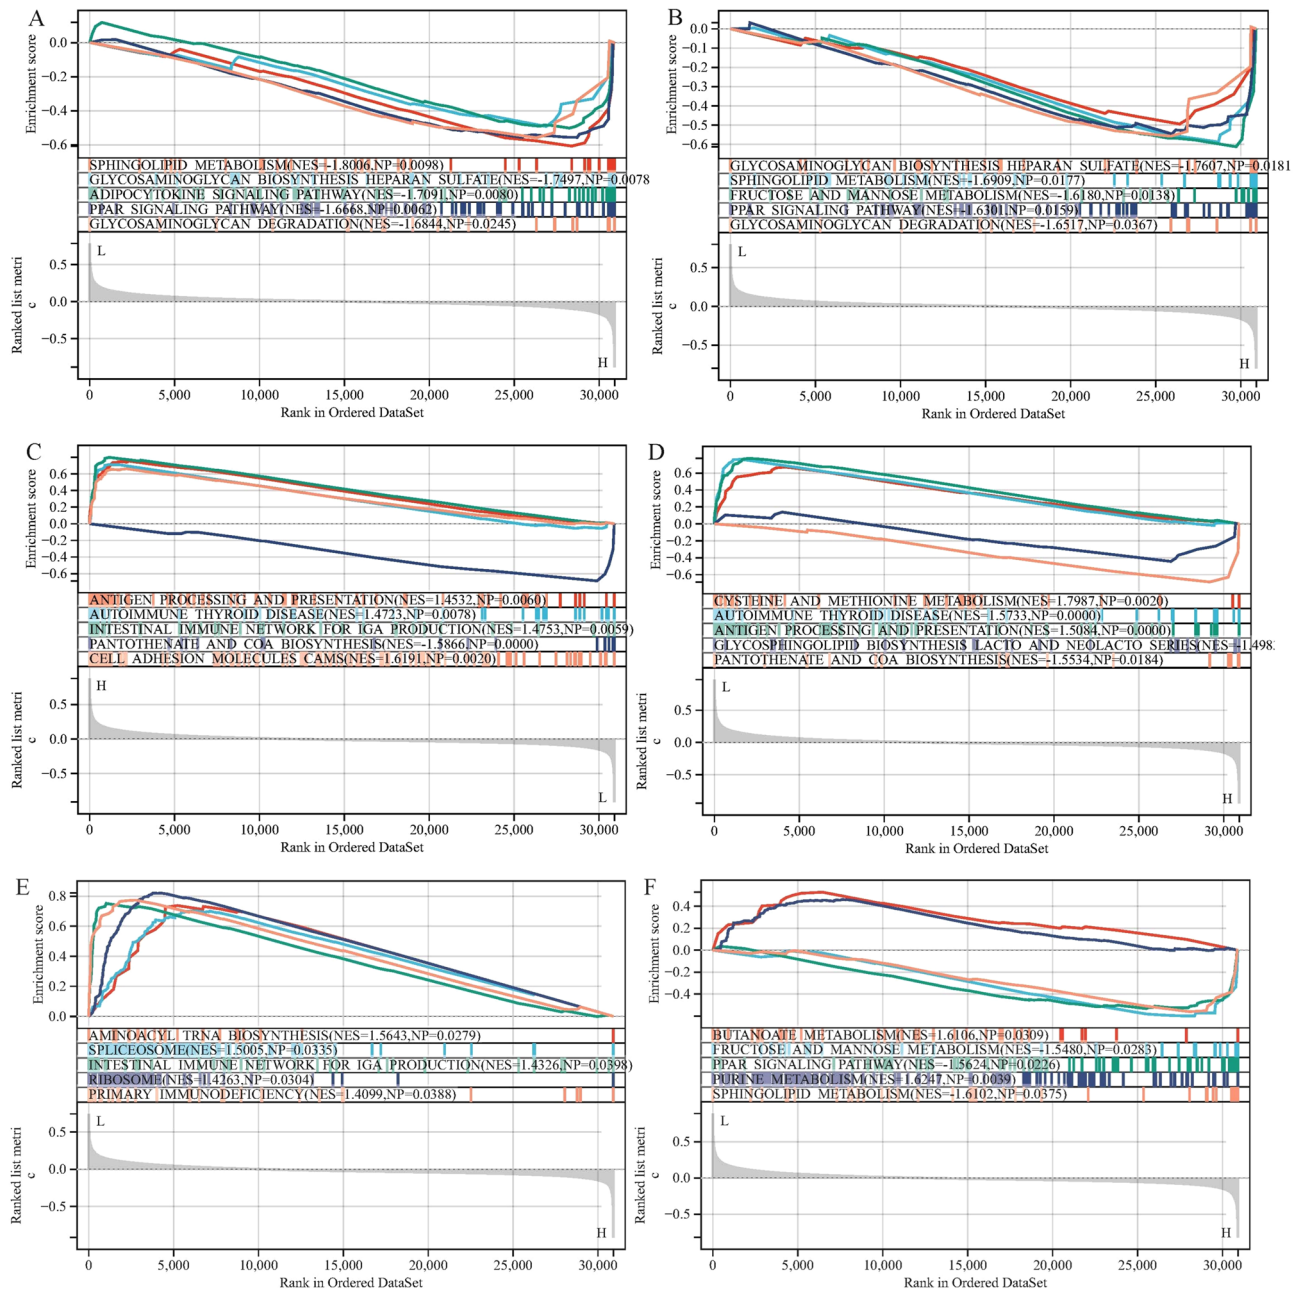 A
Enrichment score
0.0
−0.2
−0.4
−0.6
SPHINGOLIPID METABOLISM(NES=-1.8006,NP=0.0098)
GLYCOSAMINOGLYCAN BIOSYNTHESIS HEPARAN SULFATE(NES=-1.7497,NP=0.0078
ADIPOCYTOKINE SIGNALING PATHWAY(NES=-1.7091,NP=0.0080)
PPAR SIGNALING PATHWAY(NES=-1.6668,NP=0.0062)
GLYCOSAMINOGLYCAN DEGRADATION(NES=-1.6844,NP=0.0245)
Ranked list metri
c
0.5
0.0
−0.5
L
H
0 5,000 10,000 15,000 20,000 25,000 30,000
Rank in Ordered DataSet
B
Enrichment score
0.0
−0.1
−0.2
−0.3
−0.4
−0.5
−0.6
GLYCOSAMINOGLYCAN BIOSYNTHESIS HEPARAN SULFATE(NES=-1.7607,NP=0.0181
SPHINGOLIPID METABOLISM(NES=-1.6909,NP=0.0177)
FRUCTOSE AND MANNOSE METABOLISM(NES=-1.6180,NP=0.0138)
PPAR SIGNALING PATHWAY(NES=-1.6301,NP=0.0159)
GLYCOSAMINOGLYCAN DEGRADATION(NES=-1.6517,NP=0.0367)
Ranked list metri
c
0.5
0.0
−0.5
L
H
0 5,000 10,000 15,000 20,000 25,000 30,000
Rank in Ordered DataSet
C
Enrichment score
0.6
0.4
0.2
0.0
−0.2
−0.4
−0.6
ANTIGEN PROCESSING AND PRESENTATION(NES=1.4532,NP=0.0060)
AUTOIMMUNE THYROID DISEASE(NES=1.4723,NP=0.0078)
INTESTINAL IMMUNE NETWORK FOR IGA PRODUCTION(NES=1.4753,NP=0.0059)
PANTOTHENATE AND COA BIOSYNTHESIS(NES=-1.5866,NP=0.0000)
CELL ADHESION MOLECULES CAMS(NES=1.6191,NP=0.0020)
Ranked list metri
c
0.5
0.0
−0.5
H
L
0 5,000 10,000 15,000 20,000 25,000 30,000
Rank in Ordered DataSet
D
Enrichment score
0.6
0.4
0.2
0.0
−0.2
−0.4
−0.6
CYSTEINE AND METHIONINE METABOLISM(NES=1.7987,NP=0.0020)
AUTOIMMUNE THYROID DISEASE(NES=1.5733,NP=0.0000)
ANTIGEN PROCESSING AND PRESENTATION(NES=1.5084,NP=0.0000)
GLYCOSPHINGOLIPID BIOSYNTHESIS LACTO AND NEOLACTO SERIES(NES=-1.498
PANTOTHENATE AND COA BIOSYNTHESIS(NES=-1.5534,NP=0.0184)
Ranked list metri
c
0.5
0.0
−0.5
L
H
0 5,000 10,000 15,000 20,000 25,000 30,000
Rank in Ordered DataSet
E
Enrichment score
0.8
0.6
0.4
0.2
0.0
AMINOACYL TRNA BIOSYNTHESIS(NES=1.5643,NP=0.0279)
SPLICEOSOME(NES=1.5005,NP=0.0335)
INTESTINAL IMMUNE NETWORK FOR IGA PRODUCTION(NES=1.4326,NP=0.0398)
RIBOSOME(NES=1.4263,NP=0.0304)
PRIMARY IMMUNODEFICIENCY(NES=1.4099,NP=0.0388)
Ranked list metri
c
0.5
0.0
−0.5
L
H
0 5,000 10,000 15,000 20,000 25,000 30,000
Rank in Ordered DataSet
F
Enrichment score
0.4
0.2
0.0
−0.2
−0.4
BUTANOATE METABOLISM(NES=1.6106,NP=0.0309)
FRUCTOSE AND MANNOSE METABOLISM(NES=-1.5480,NP=0.0283)
PPAR SIGNALING PATHWAY(NES=-1.5624,NP=0.0226)
PURINE METABOLISM(NES=1.6247,NP=0.0039)
SPHINGOLIPID METABOLISM(NES=-1.6102,NP=0.0375)
Ranked list metri
c
0.5
0.0
−0.5
L
H
0 5,000 10,000 15,000 20,000 25,000 30,000
Rank in Ordered DataSet